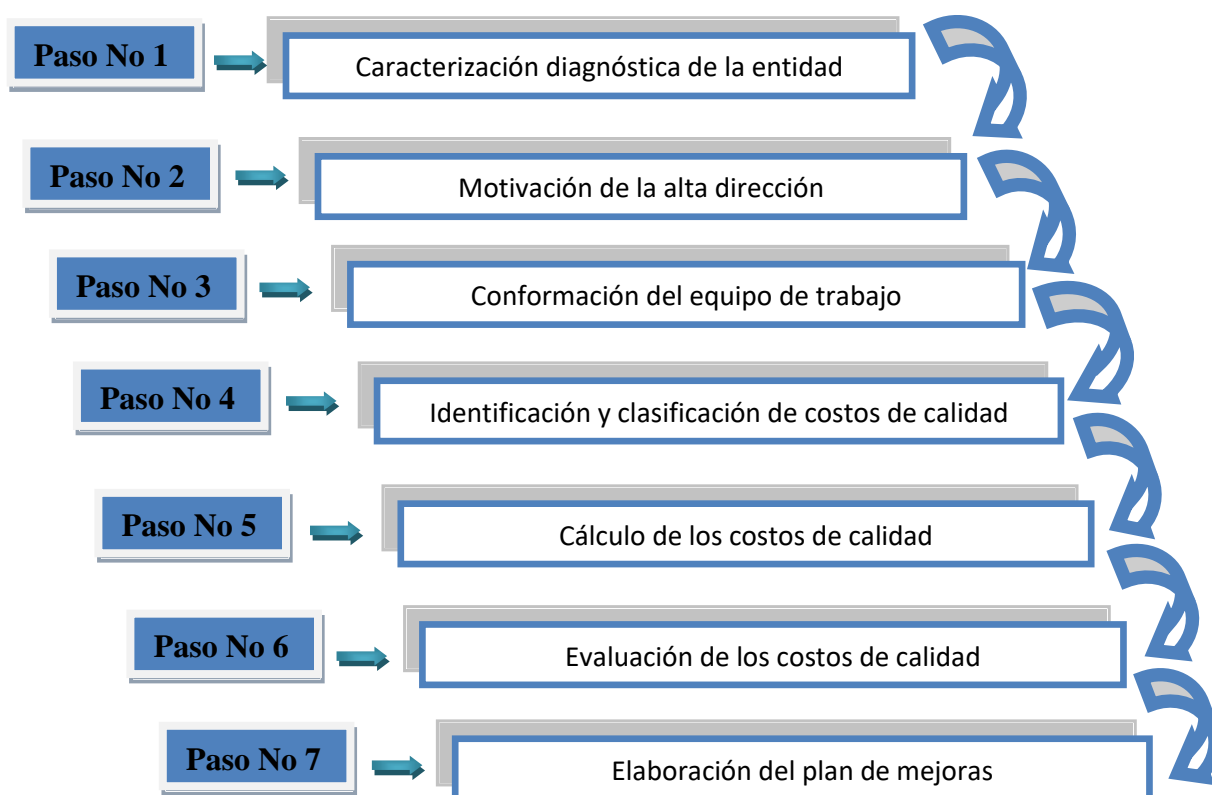 Paso No 1
Caracterización diagnóstica de la entidad
Paso No 2
Motivación de la alta dirección
Paso No 3
Conformación del equipo de trabajo
Paso No 4
Identificación y clasificación de costos de calidad
Paso No 5
Cálculo de los costos de calidad
Paso No 6
Evaluación de los costos de calidad
Paso No 7
Elaboración del plan de mejoras